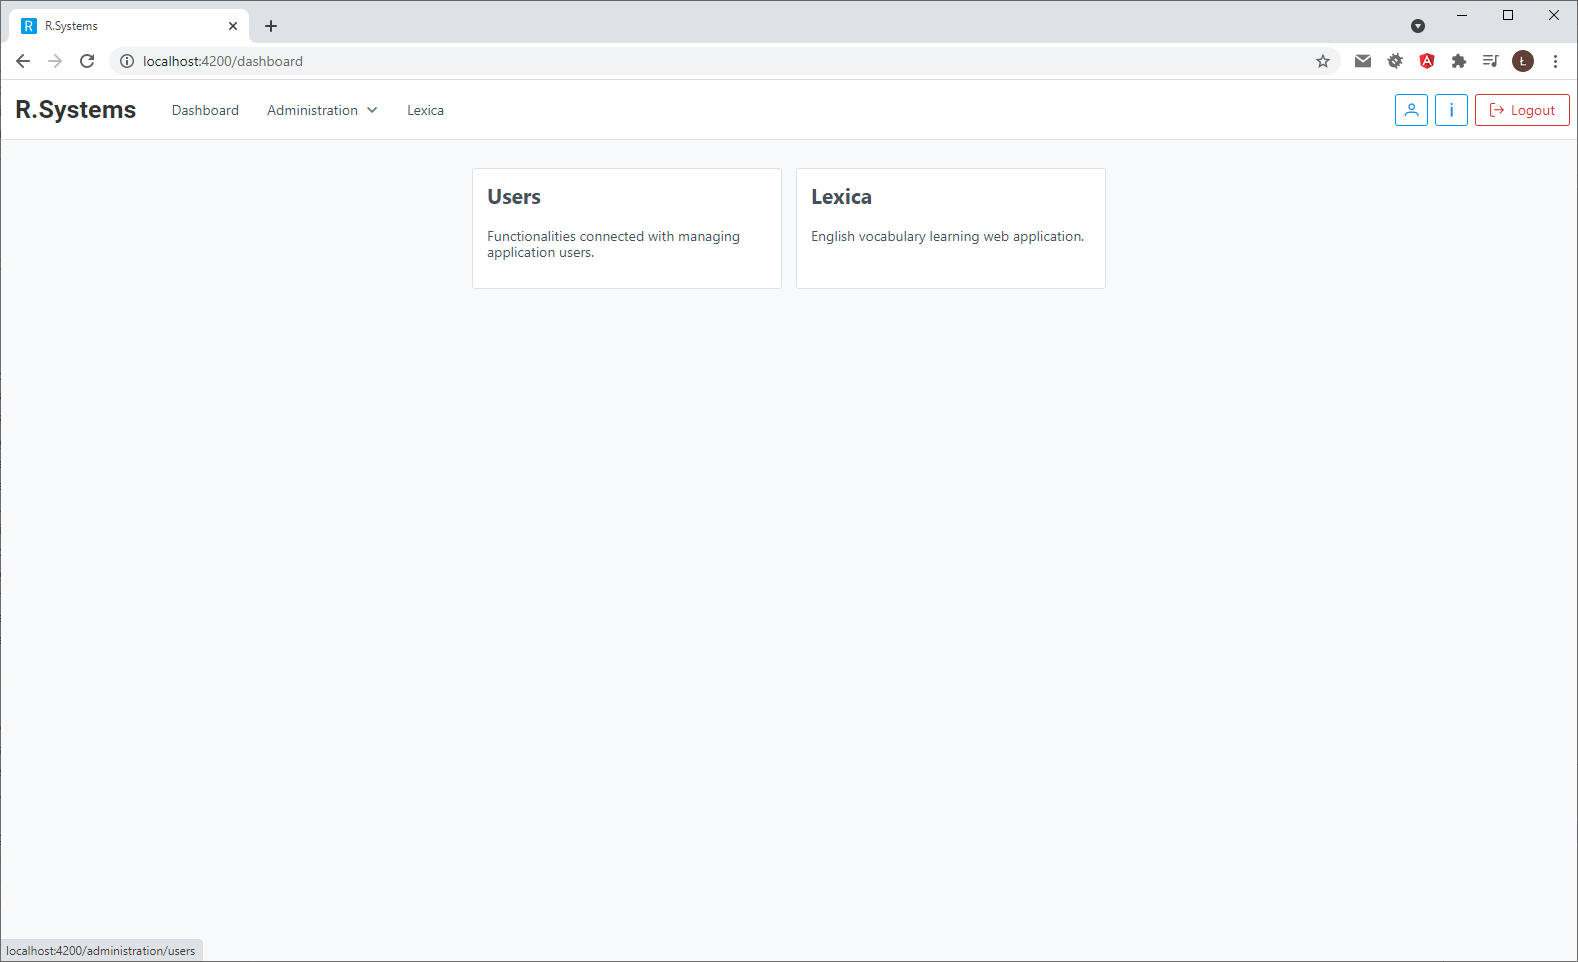 R R.Systems
localhost:4200/dashboard
A Ł
R.Systems Dashboard Administration Lexica i Logout
Users
Functionalities connected with managing
application users.
Lexica
English vocabulary learning web application.
localhost:4200/administration/users